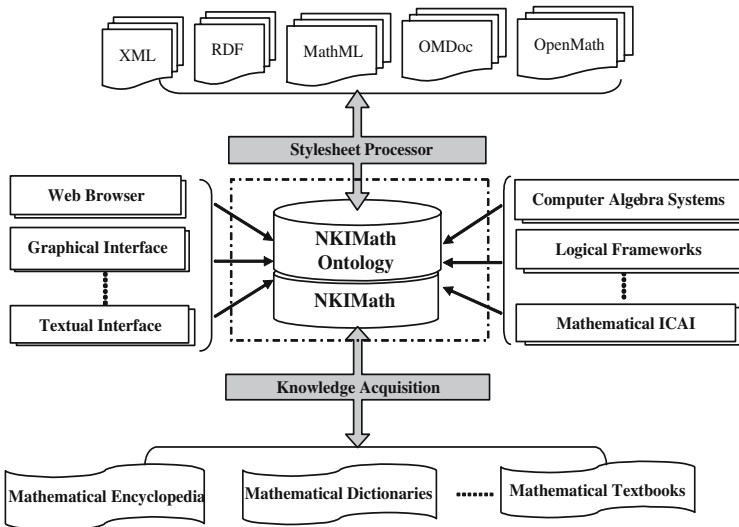 XML
RDF
MathML
OMDoc
OpenMath
Stylesheet Processor
Web Browser
Graphical Interface
Textual Interface
NKIMath
Ontology
NKIMath
Computer Algebra Systems
Logical Frameworks
Mathematical ICAI
Knowledge Acquisition
Mathematical Encyclopedia
Mathematical Dictionaries
Mathematical Textbooks